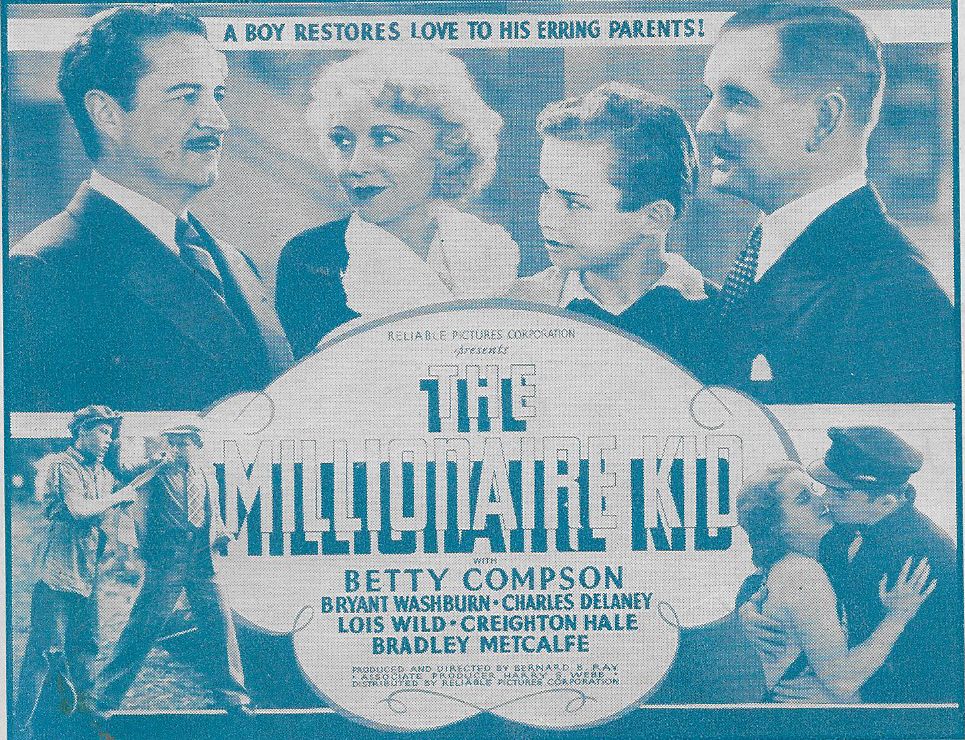 A BOY RESTORES LOVE TO HIS ERRING PARENTS!
RELIABLE PICTURES CORPORATION
presents
THE
MILLIONAIRE KID
WITH
BETTY COMPSON
BRYANT WASHBURN • CHARLES DELANEY
LOIS WILD • CREIGHTON HALE
BRADLEY METCALFE
PRODUCED AND DIRECTED BY BERNARD B. RAY
• ASSOCIATE PRODUCER HARRY S. WEBB •
DISTRIBUTED BY RELIABLE PICTURES CORPORATION